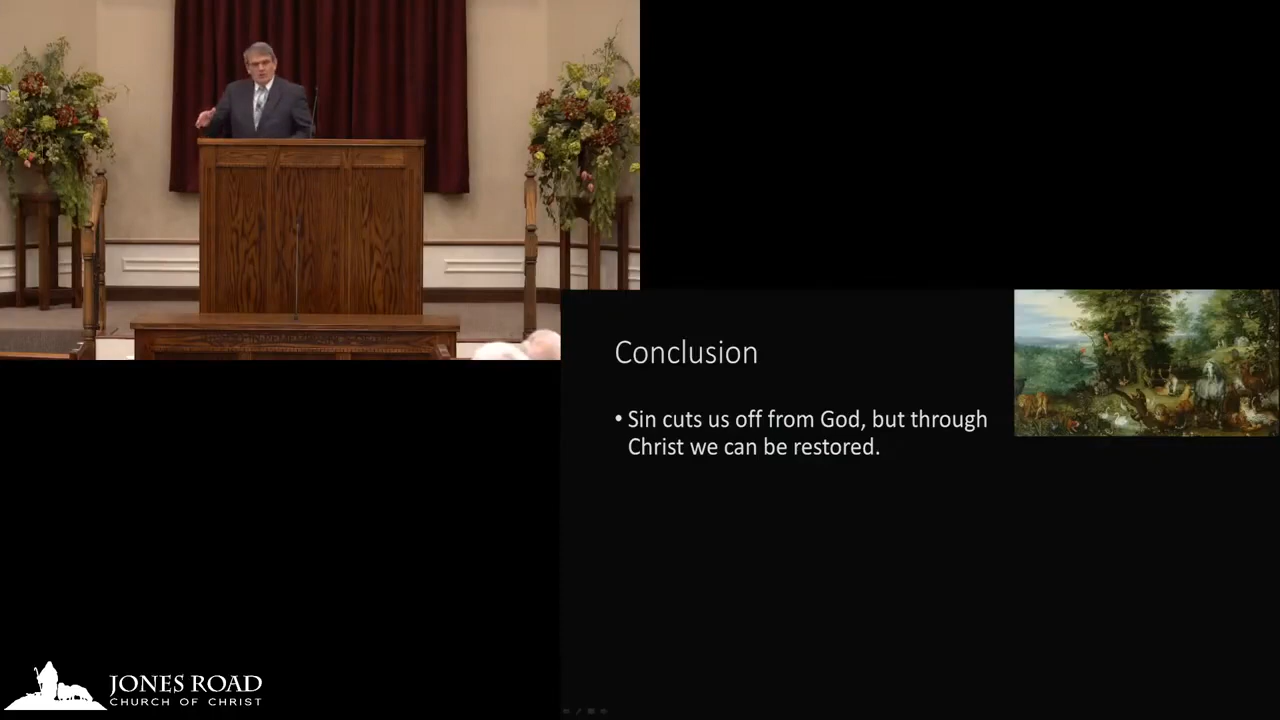 Conclusion
• Sin cuts us off from God, but through
Christ we can be restored.
JONES ROAD
CHURCH OF CHRIST